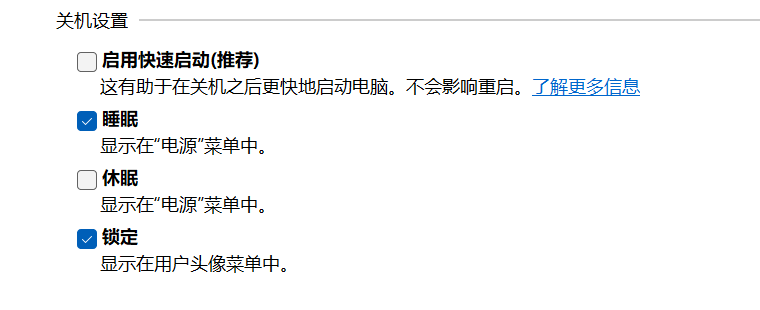 关机设置
启用快速启动(推荐)
这有助于在关机之后更快地启动电脑。不会影响重启。了解更多信息
睡眠
显示在“电源”菜单中。
休眠
显示在“电源”菜单中。
锁定
显示在用户头像菜单中。